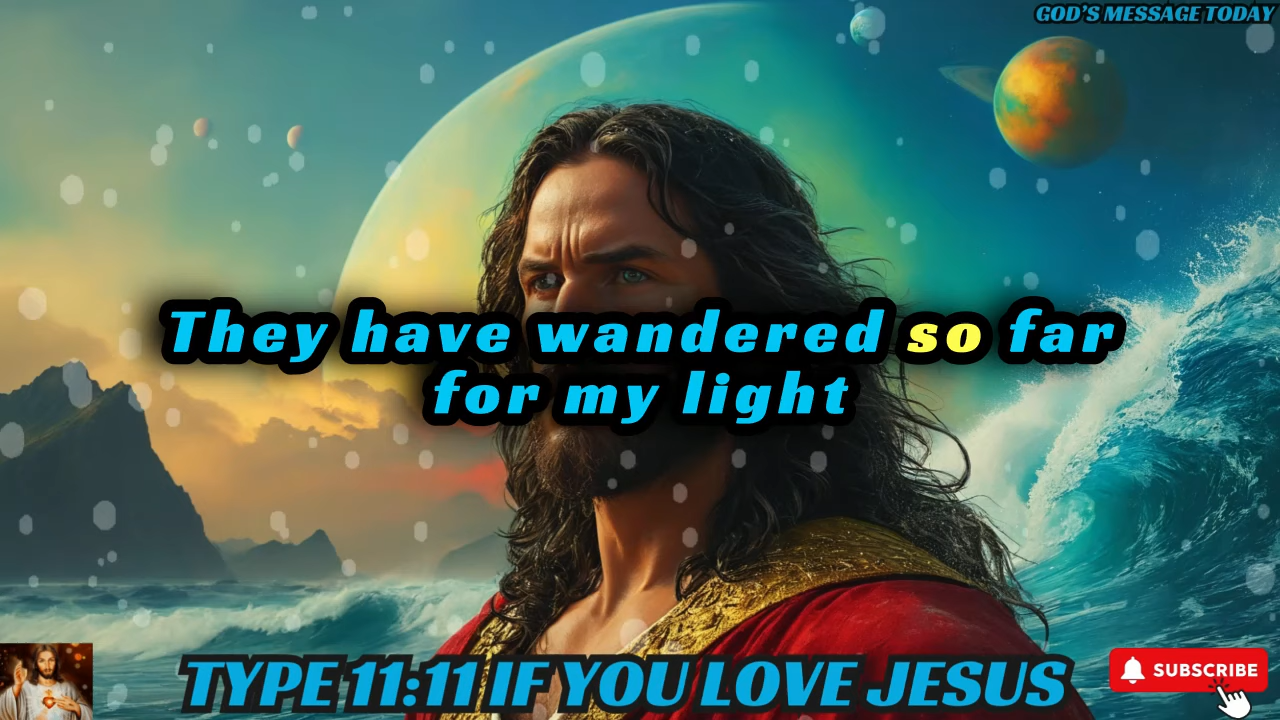 GOD'S MESSAGE TODAY
They have wandered so far
for my light
TYPE 11:11 IF YOU LOVE JESUS
SUBSCRIBE